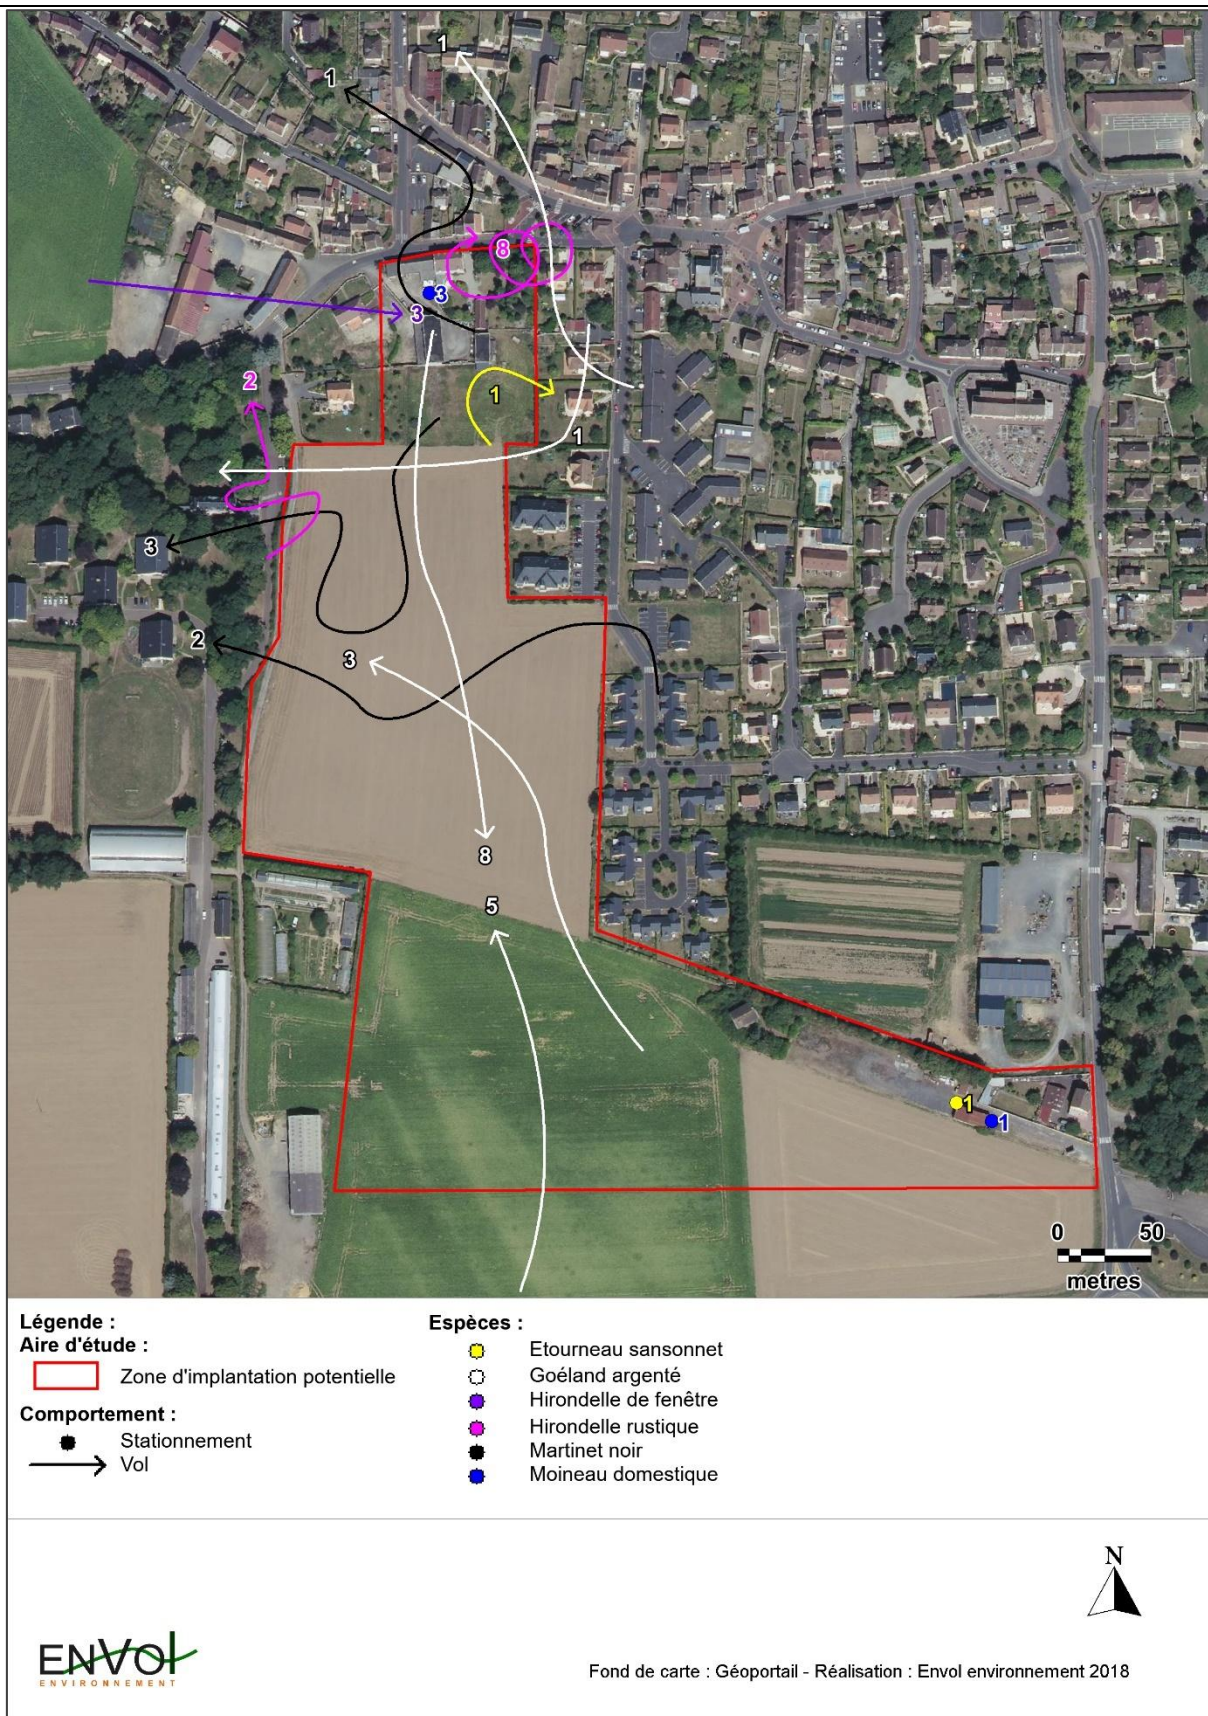 1
1
8
3
3
2
1
1
3
2
3
8
5
1
1
0 50
metres
Légende :
Aire d'étude :
Zone d'implantation potentielle
Comportement :
Stationnement
Vol
Espèces :
Etourneau sansonnet
Goéland argenté
Hirondelle de fenêtre
Hirondelle rustique
Martinet noir
Moineau domestique
N
ENVOl
ENVIRONNEMENT
Fond de carte : Géoportail - Réalisation : Envol environnement 2018